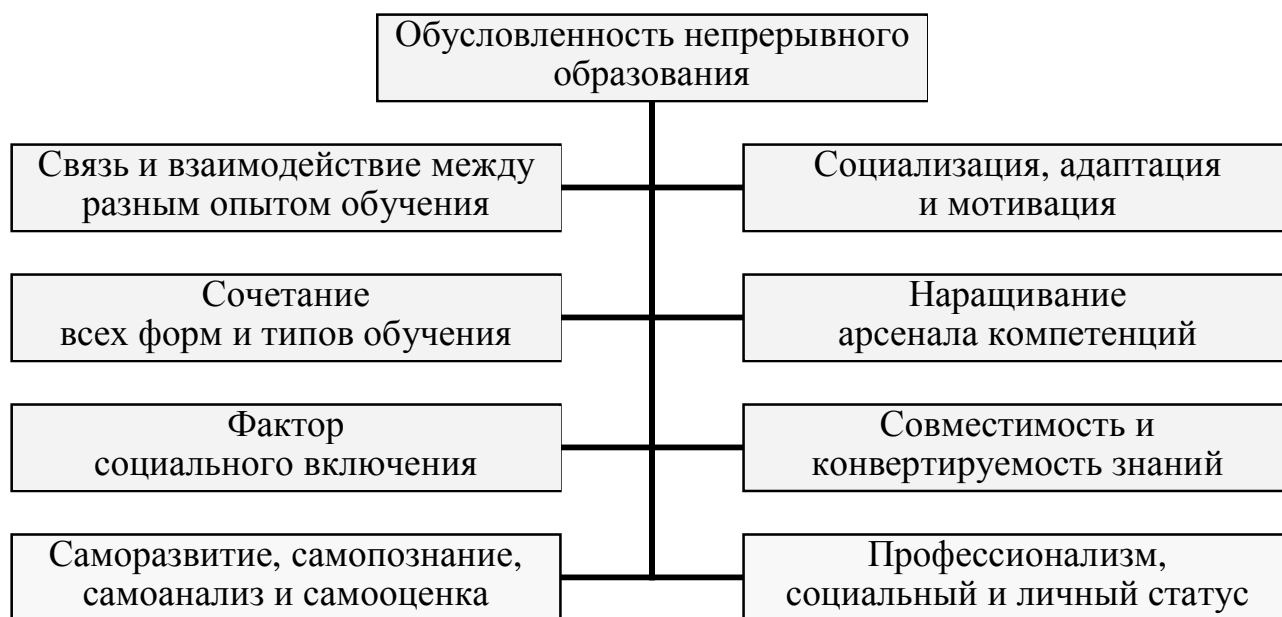 Обусловленность непрерывного
образования
Связь и взаимодействие между
разным опытом обучения
Социализация, адаптация
и мотивация
Сочетание
всех форм и типов обучения
Наращивание
арсенала компетенций
Фактор
социального включения
Совместимость и
конвертируемость знаний
Саморазвитие, самопознание,
самоанализ и самооценка
Профессионализм,
социальный и личный статус